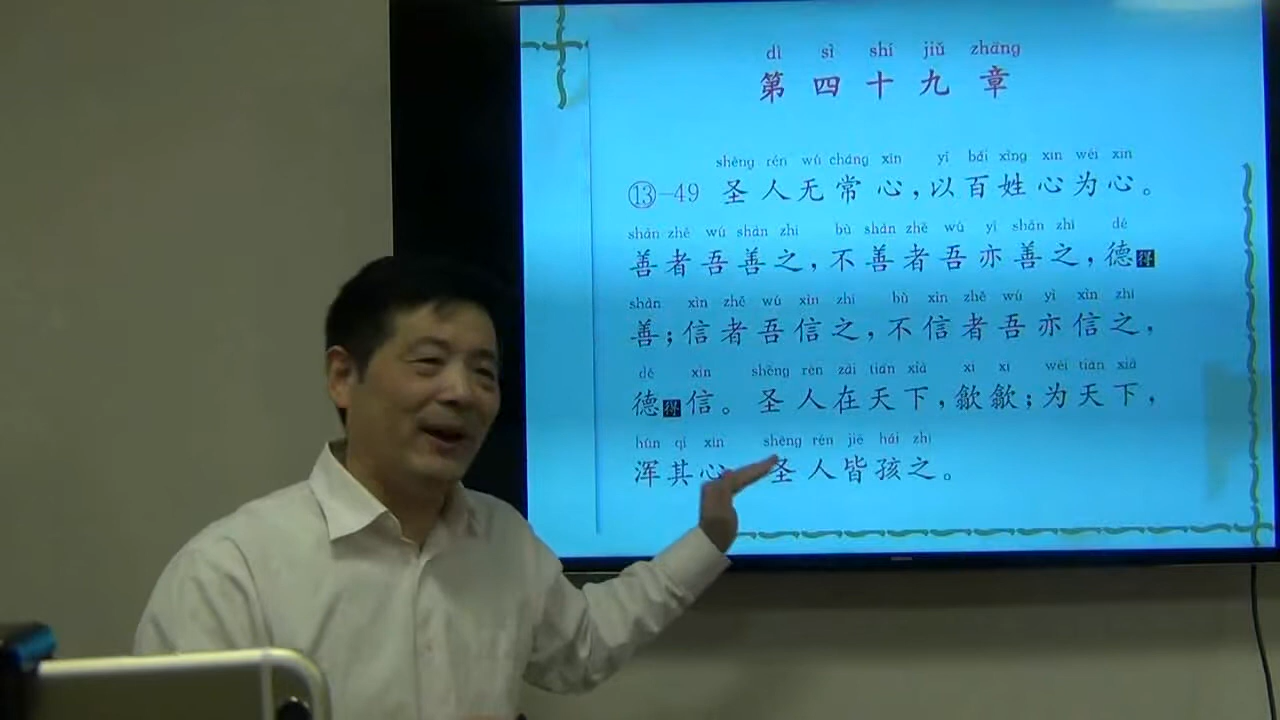 dì sì shí jiǔ zhāng
第四十九章
shèng rén wú cháng xīn yǐ bǎi xìng xīn wéi xīn
⑬-49 圣人无常心，以百姓心为心。
shàn zhě wú shàn zhī bù shàn zhě wú yì shàn zhī dé
善者吾善之，不善者吾亦善之，德得
shàn xìn zhě wú xìn zhī bù xìn zhě wú yì xìn zhī
善；信者吾信之，不信者吾亦信之，
dé xìn shèng rén zài tiān xià xī xī wéi tiān xià
德得信。圣人在天下，歙歙；为天下，
hún qí xīn shèng rén jiē hái zhī
浑其心 圣人皆孩之。